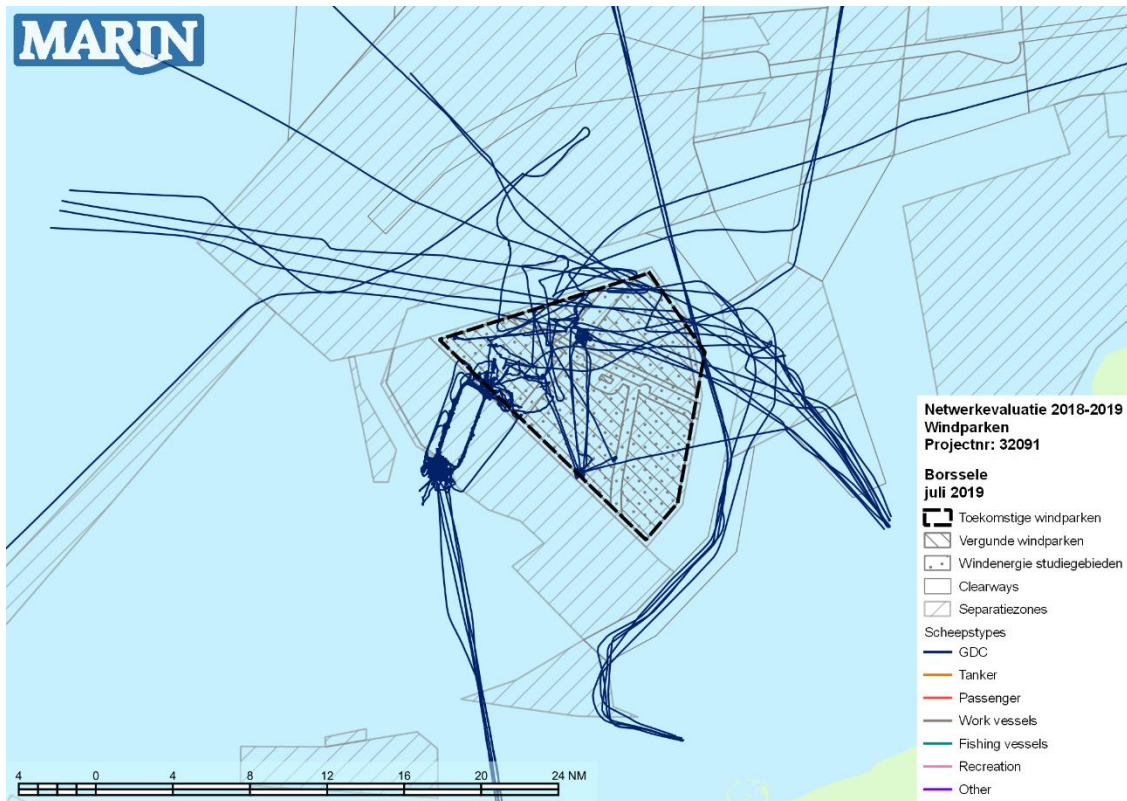 MARIN
Netwerkevaluatie 2018-2019
Windparken
Projectnr: 32091
Borssele
juli 2019
Toekomstige windparken
Vergunde windparken
Windenergie studiegebieden
Clearways
Separatiezones
Scheepstypes
GDC
Tanker
Passenger
Work vessels
Fishing vessels
Recreation
Other
4 0 4 8 12 16 20 24 NM